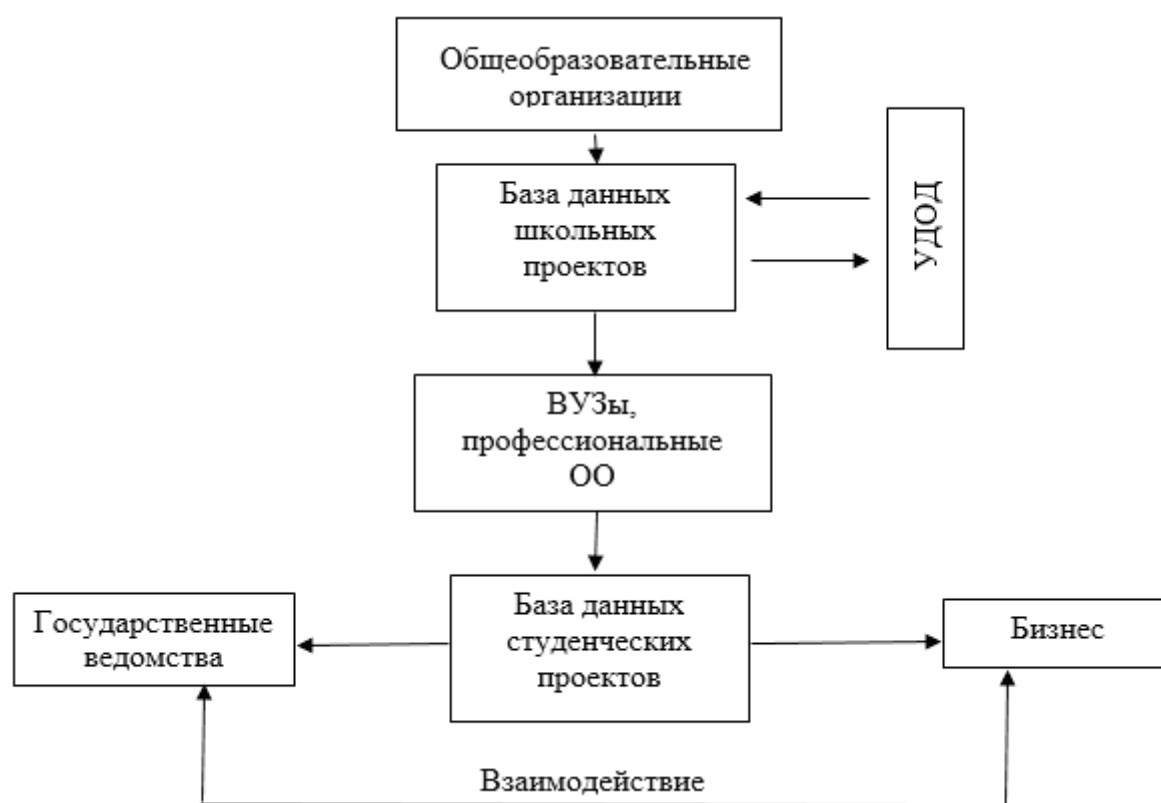 Общеобразовательные
организации
УДОД
База данных
школьных
проектов
ВУЗы,
профессиональные
ОО
База данных
студенческих
проектов
Государственные
ведомства
Бизнес
Взаимодействие